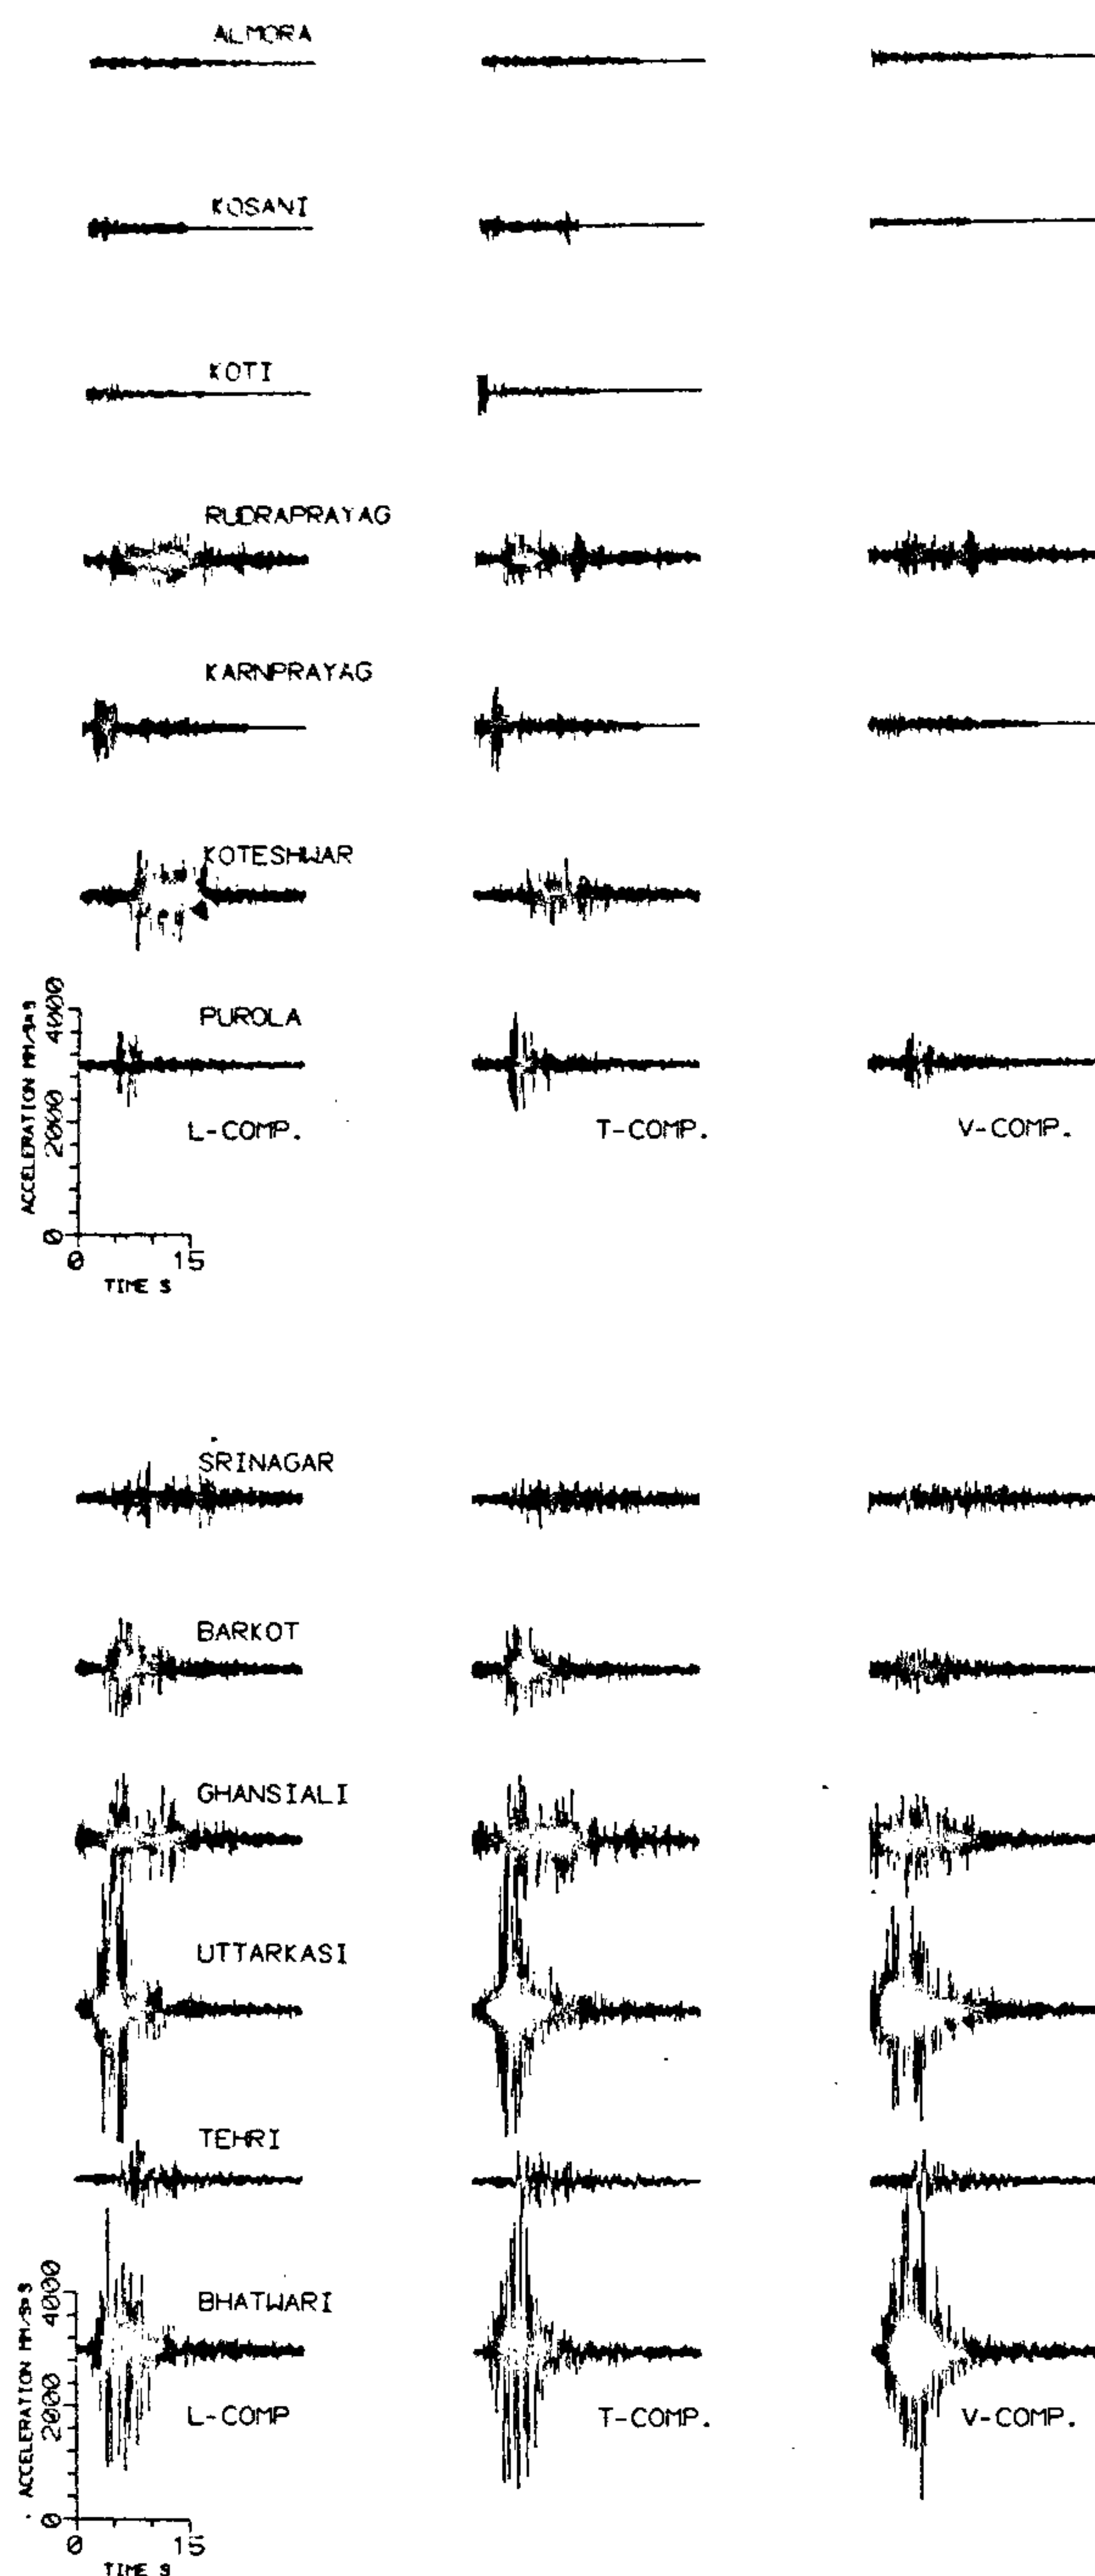 ALMORA
KOSANI
KOTI
RUDRAPRAYAG
KARNPRAYAG
KOTESHWAR
PUROLA
ACCELERATION MM/S*S
4000
2000
0
L-COMP.
T-COMP.
V-COMP.
0 15
TIME S
SRINAGAR
BARKOT
GHANSIALI
UTTARKASI
TEHRI
BHATWARI
ACCELERATION MM/S*S
4000
2000
0
L-COMP
T-COMP.
V-COMP.
0 15
TIME S